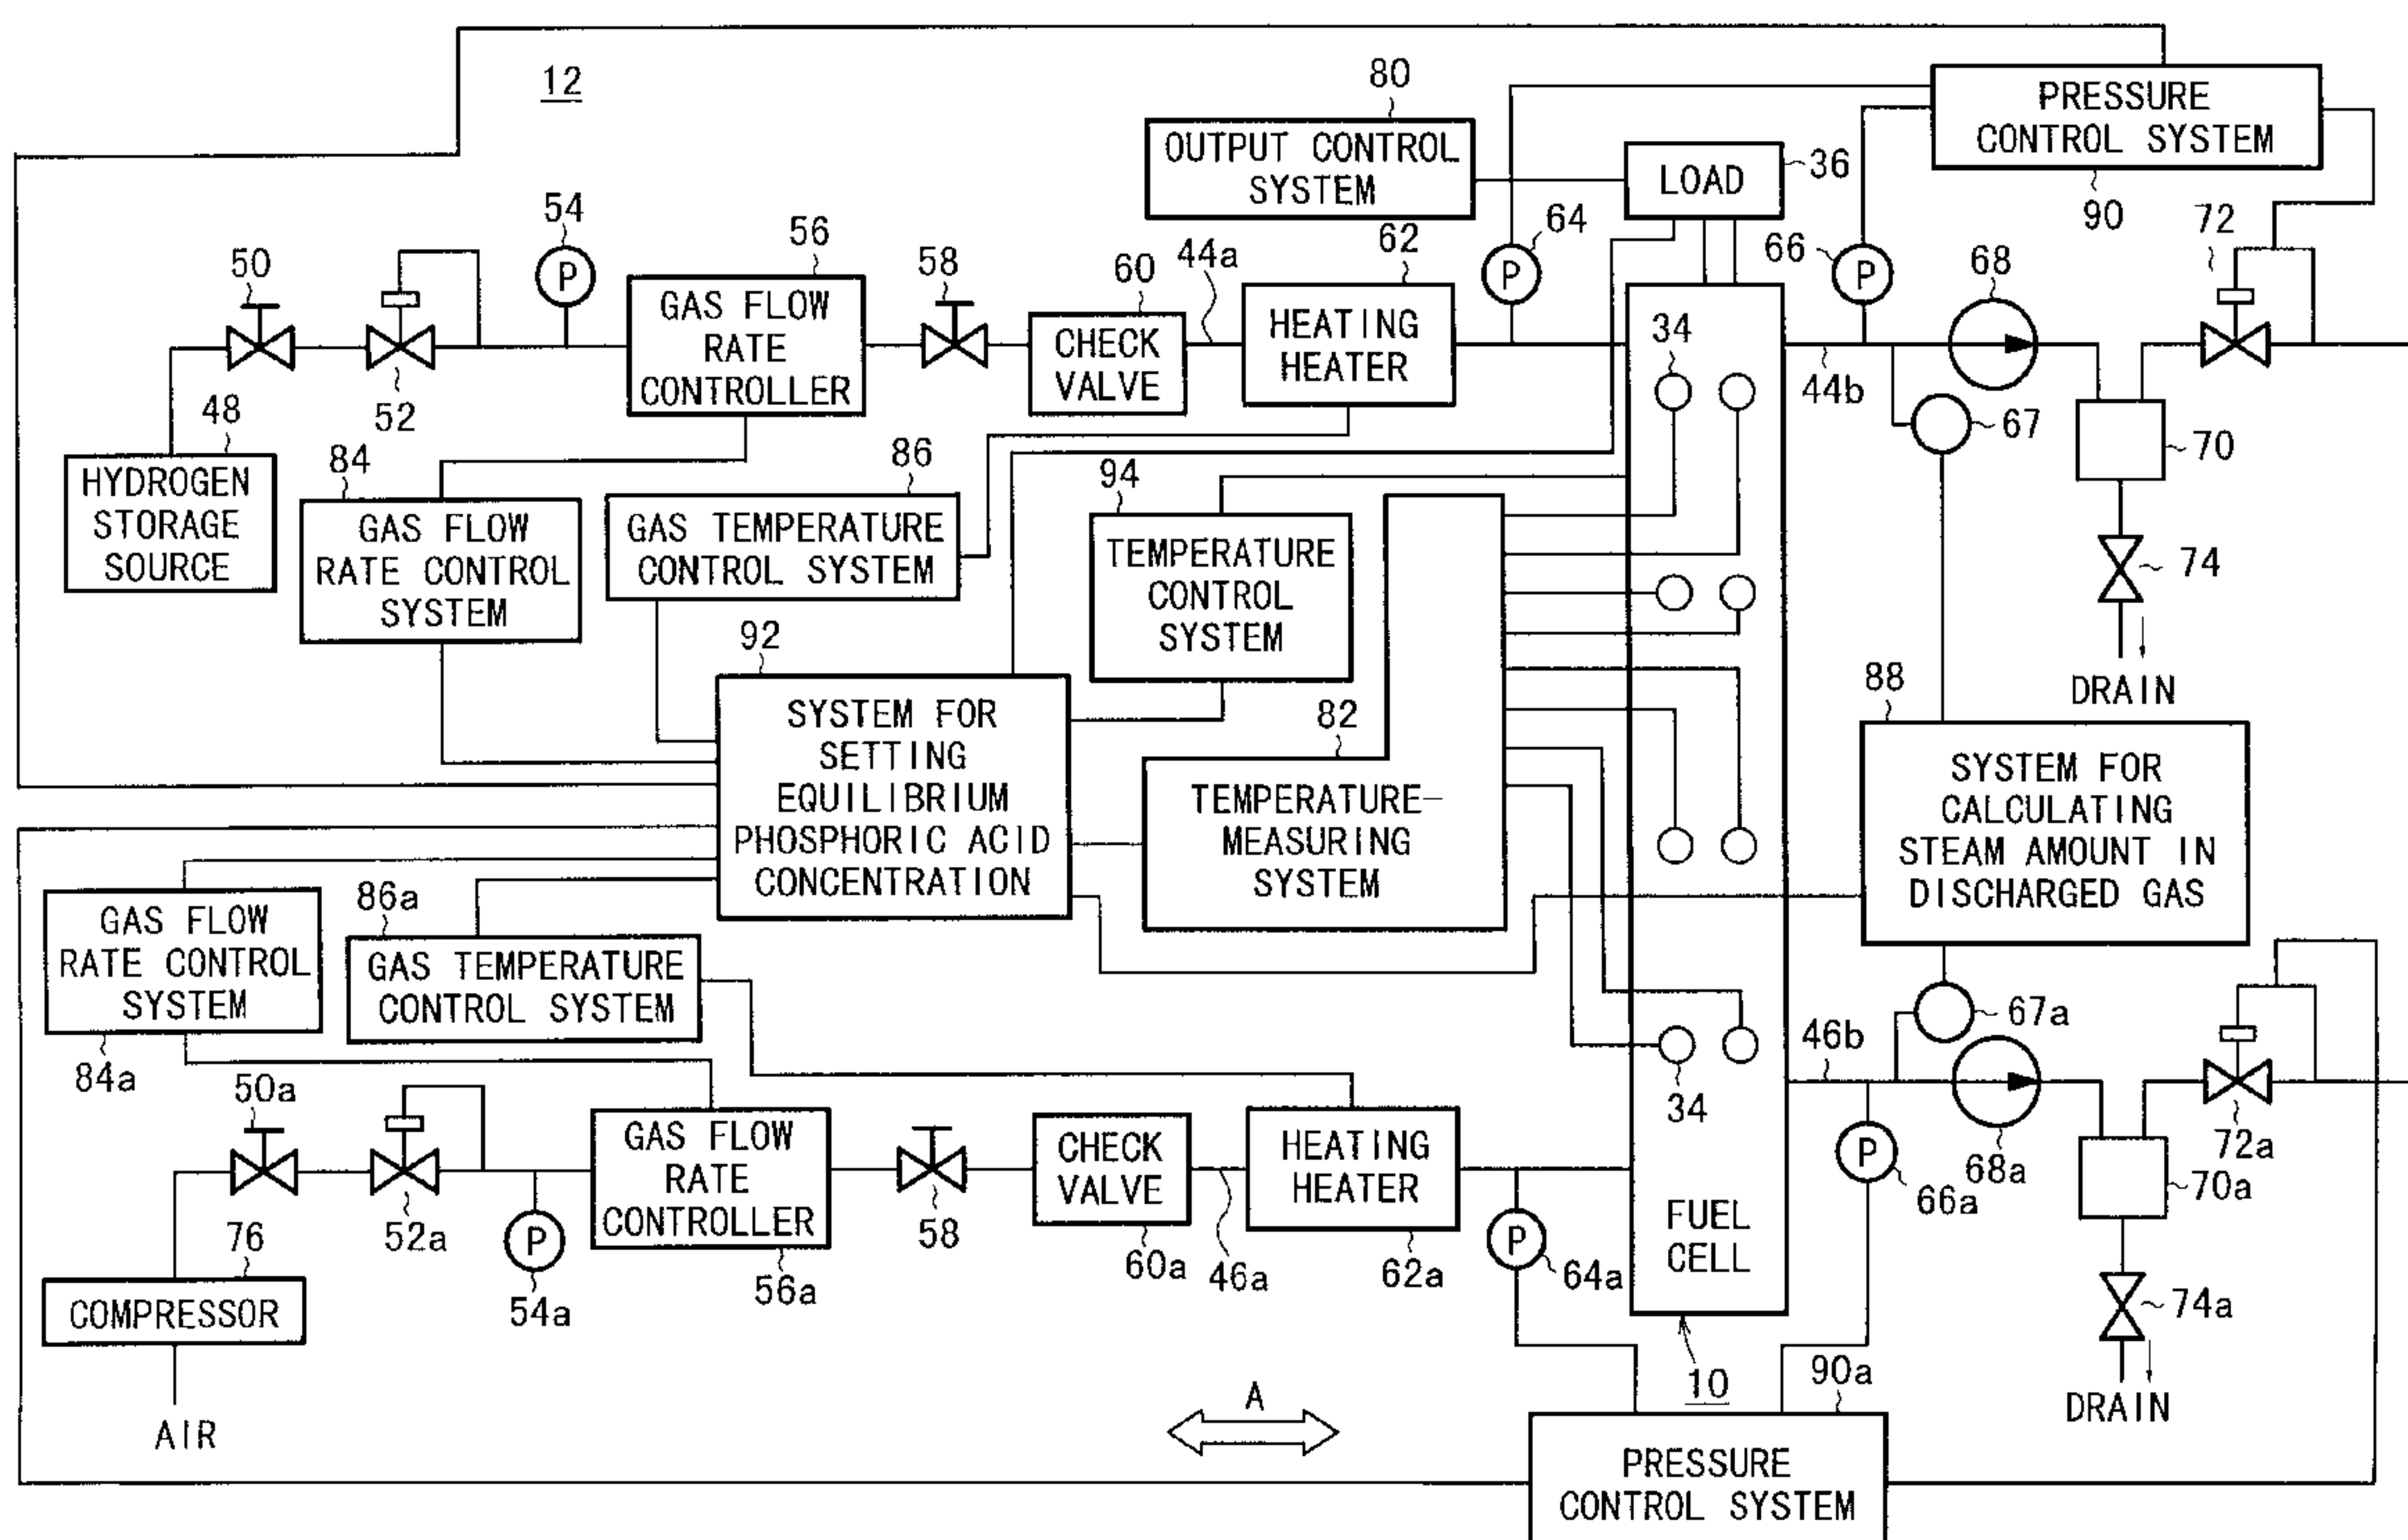 12
80
OUTPUT CONTROL
SYSTEM
LOAD
36
PRESSURE
CONTROL SYSTEM
90
54
P
56
50
52
GAS FLOW
RATE
CONTROLLER
58
60
CHECK
VALVE
44a
62
HEATING
HEATER
64
P
66
P
68
72
34
44b
67
70
74
DRAIN
48
HYDROGEN
STORAGE
SOURCE
84
GAS FLOW
RATE CONTROL
SYSTEM
86
GAS TEMPERATURE
CONTROL SYSTEM
94
TEMPERATURE
CONTROL
SYSTEM
92
SYSTEM FOR
SETTING
EQUILIBRIUM
PHOSPHORIC ACID
CONCENTRATION
82
TEMPERATURE-
MEASURING
SYSTEM
88
SYSTEM FOR
CALCULATING
STEAM AMOUNT IN
DISCHARGED GAS
GAS FLOW
RATE CONTROL
SYSTEM
84a
86a
GAS TEMPERATURE
CONTROL SYSTEM
67a
46b
34
50a
52a
P
54a
GAS FLOW
RATE
CONTROLLER
56a
58
CHECK
VALVE
60a
46a
HEATING
HEATER
62a
P
64a
FUEL
CELL
P
66a
68a
70a
72a
74a
DRAIN
76
COMPRESSOR
AIR
A
10
90a
PRESSURE
CONTROL SYSTEM